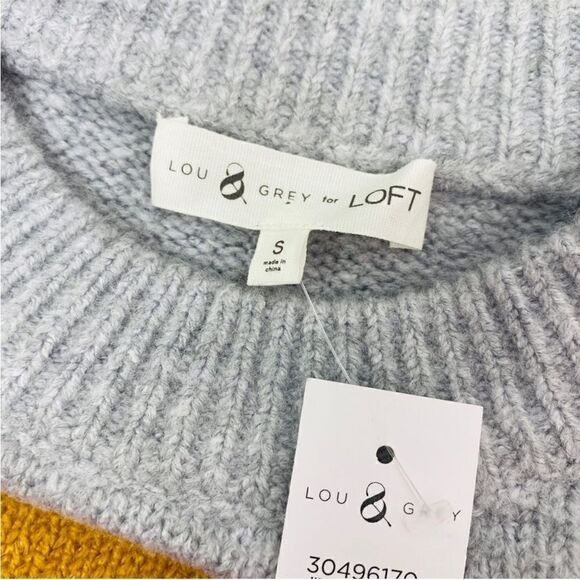 LOU & GREY for LOFT
S
made in
china
LOU & GREY
30496170